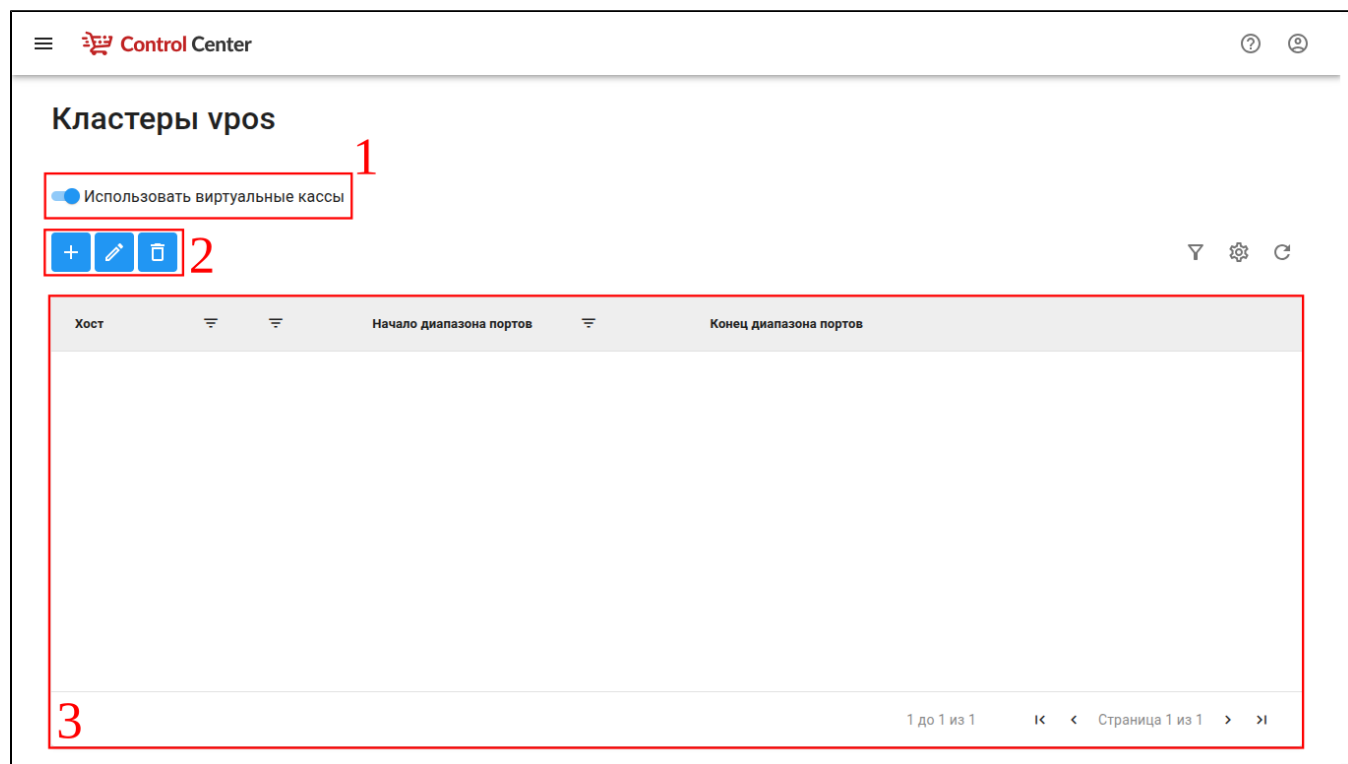 Control Center
Кластеры vpos
1
Использовать виртуальные кассы
2
Хост Начало диапазона портов Конец диапазона портов
3
1 до 1 из 1 Страница 1 из 1